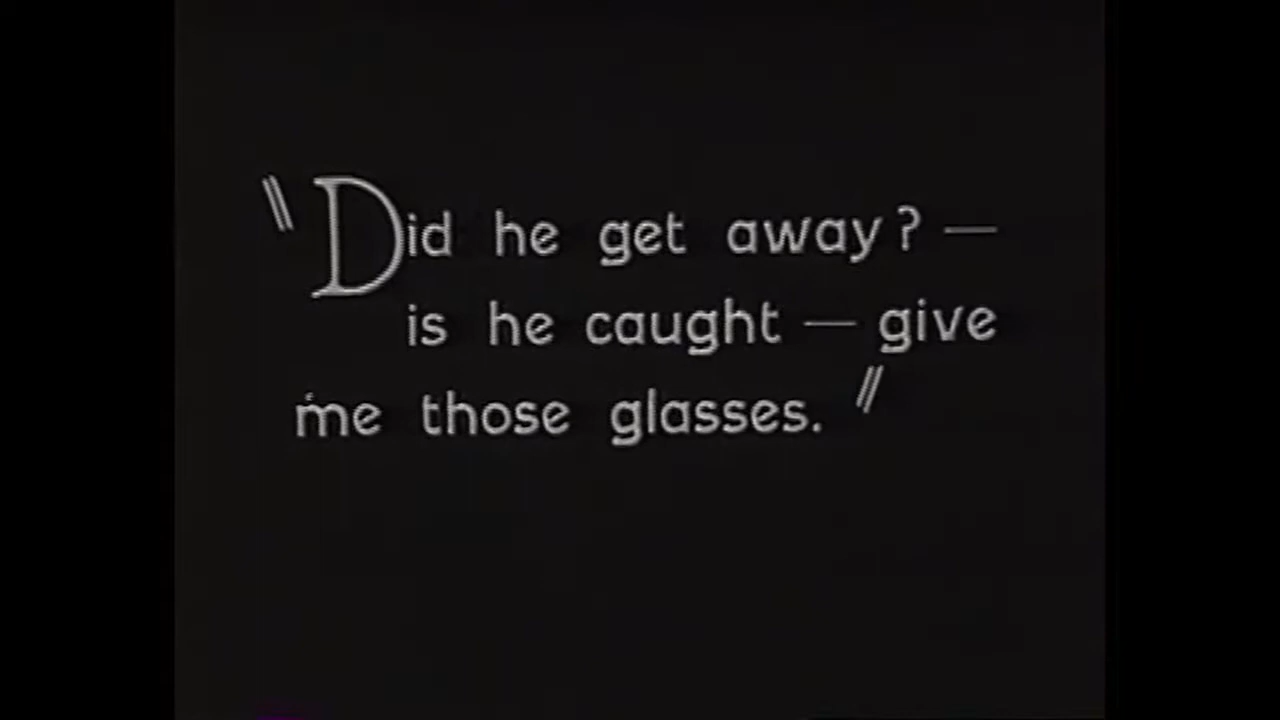 "Did he get away? —
is he caught — give
me those glasses."